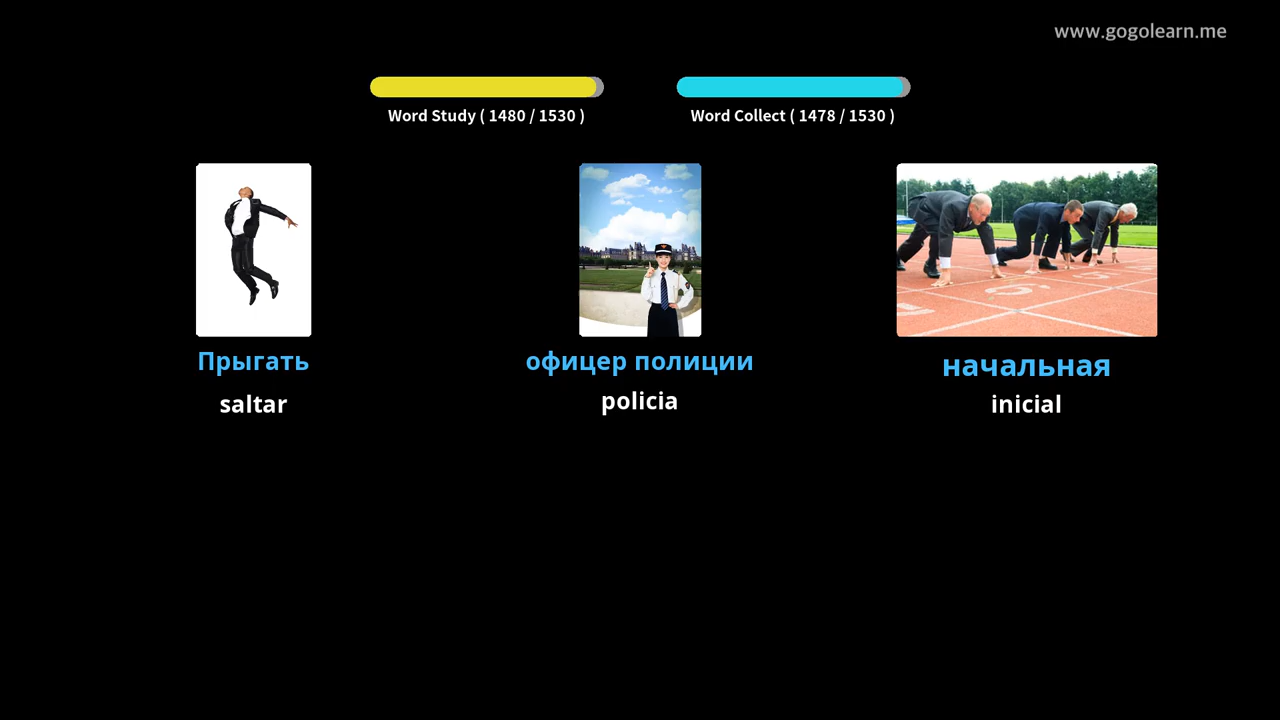 www.gogolearn.me
Word Study ( 1480 / 1530 )
Word Collect ( 1478 / 1530 )
Прыгать
офицер полиции
начальная
saltar
policia
inicial